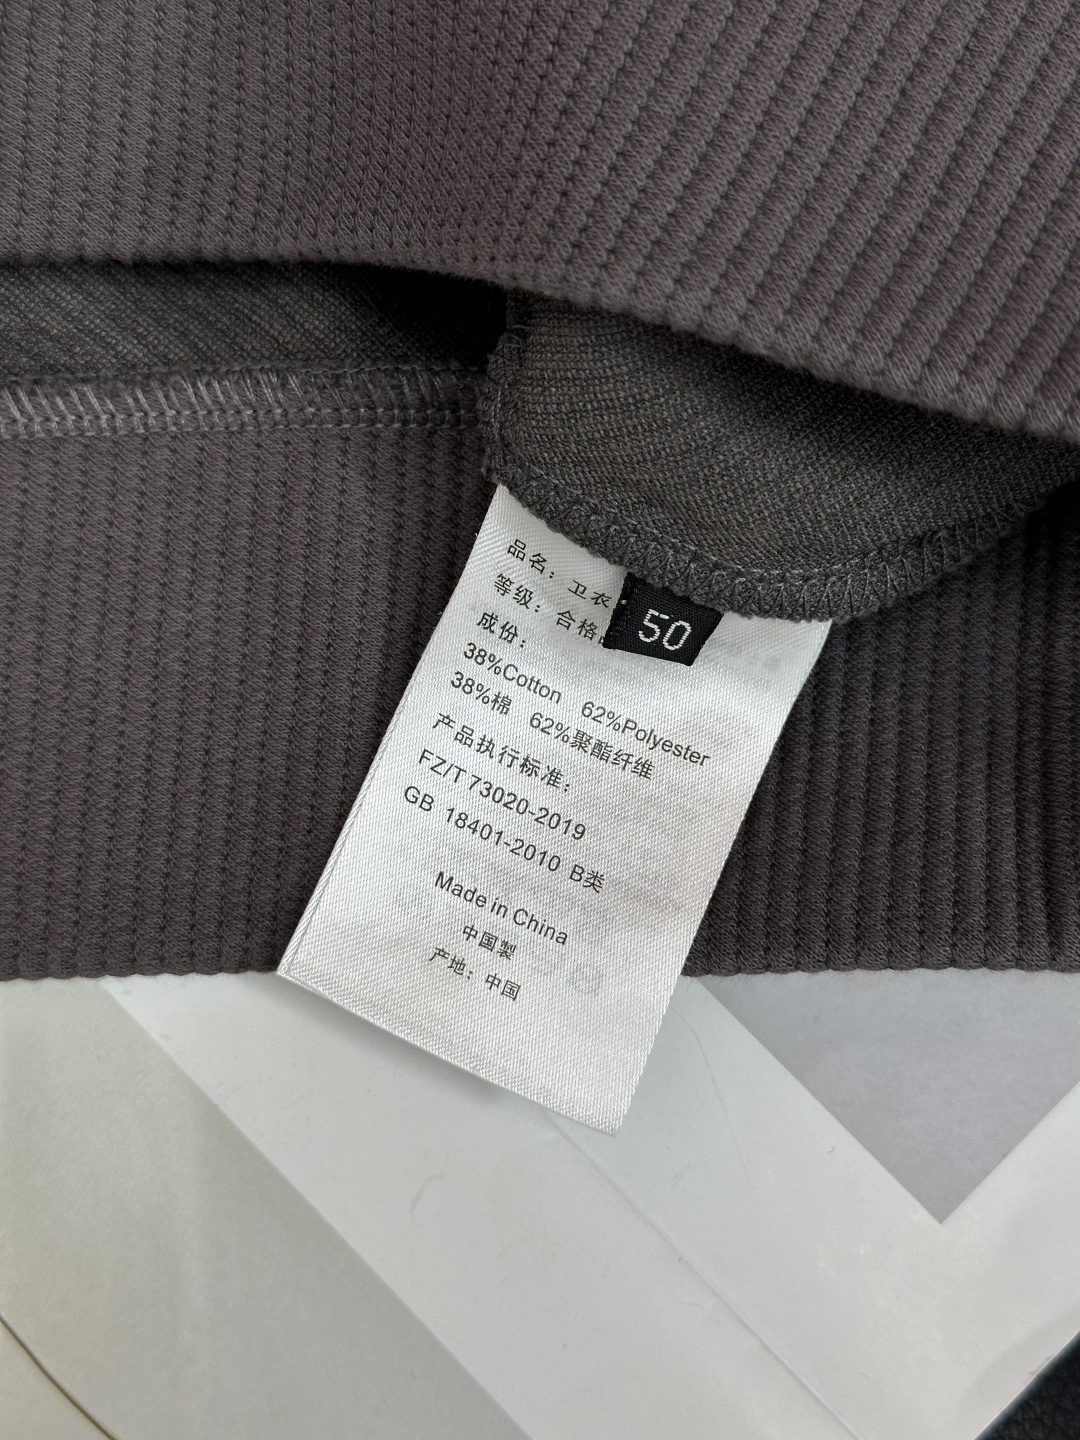 品名：卫衣
等级：合格
50
成份：
38%Cotton 62%Polyester
38%棉 62%聚酯纤维
产品执行标准：
FZ/T 73020-2019
GB 18401-2010 B类
Made in China
中国製
产地：中国